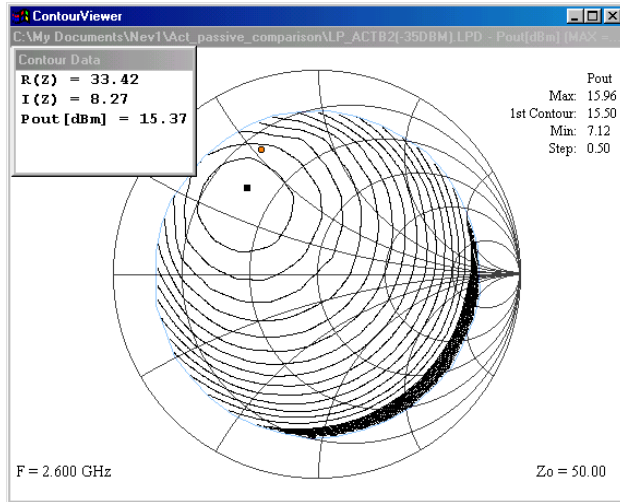 ContourViewer
C:\My Documents\Nev1\Act_passive_comparison\LP_ACTB2(-35DBM).LPD - Pout[dBm] (MAX =...
Contour Data
R(Z) = 33.42
I(Z) = 8.27
Pout[dBm] = 15.37
Pout
Max: 15.96
1st Contour: 15.50
Min: 7.12
Step: 0.50
F = 2.600 GHz
Zo = 50.00